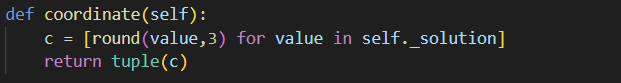 def coordinate(self):
    c = [round(value,3) for value in self._solution]
    return tuple(c)